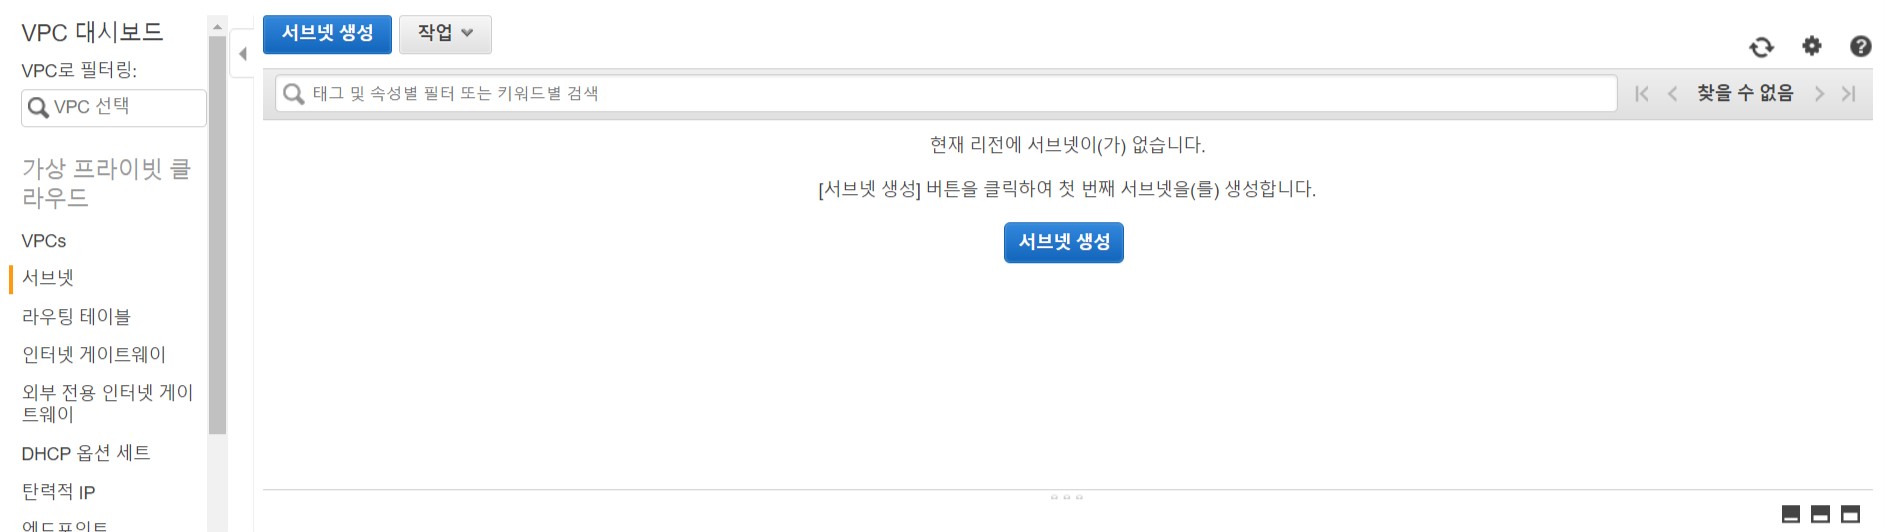 VPC 대시보드
VPC로 필터링:
VPC 선택
가상 프라이빗 클
라우드
VPCs
서브넷
라우팅 테이블
인터넷 게이트웨이
외부 전용 인터넷 게이
트웨이
DHCP 옵션 세트
탄력적 IP
엔드포인트
서브넷 생성
작업
태그 및 속성별 필터 또는 키워드별 검색
찾을 수 없음
현재 리전에 서브넷이(가) 없습니다.
[서브넷 생성] 버튼을 클릭하여 첫 번째 서브넷을(를) 생성합니다.
서브넷 생성